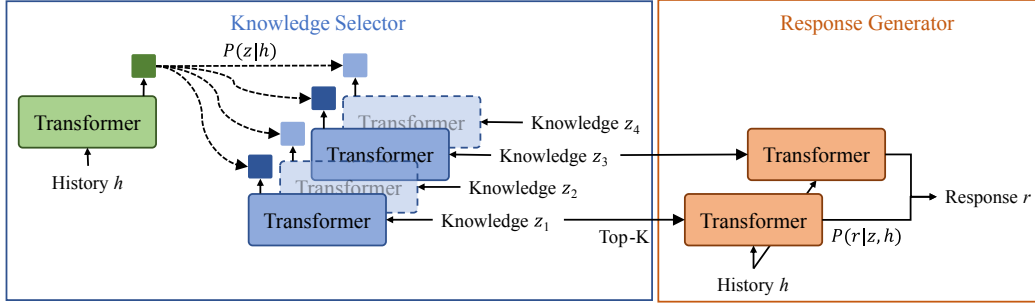 Knowledge Selector
Response Generator
P(z|h)
Transformer
History h
Transformer
Knowledge z4
Transformer
Knowledge z3
Transformer
Knowledge z2
Transformer
Knowledge z1
Top-K
Transformer
Transformer
P(r|z, h)
Response r
History h